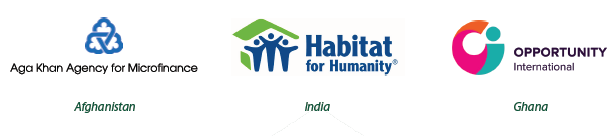 Aga Khan Agency for Microfinance
Afghanistan
Habitat
for Humanity®
India
OPPORTUNITY
International
Ghana